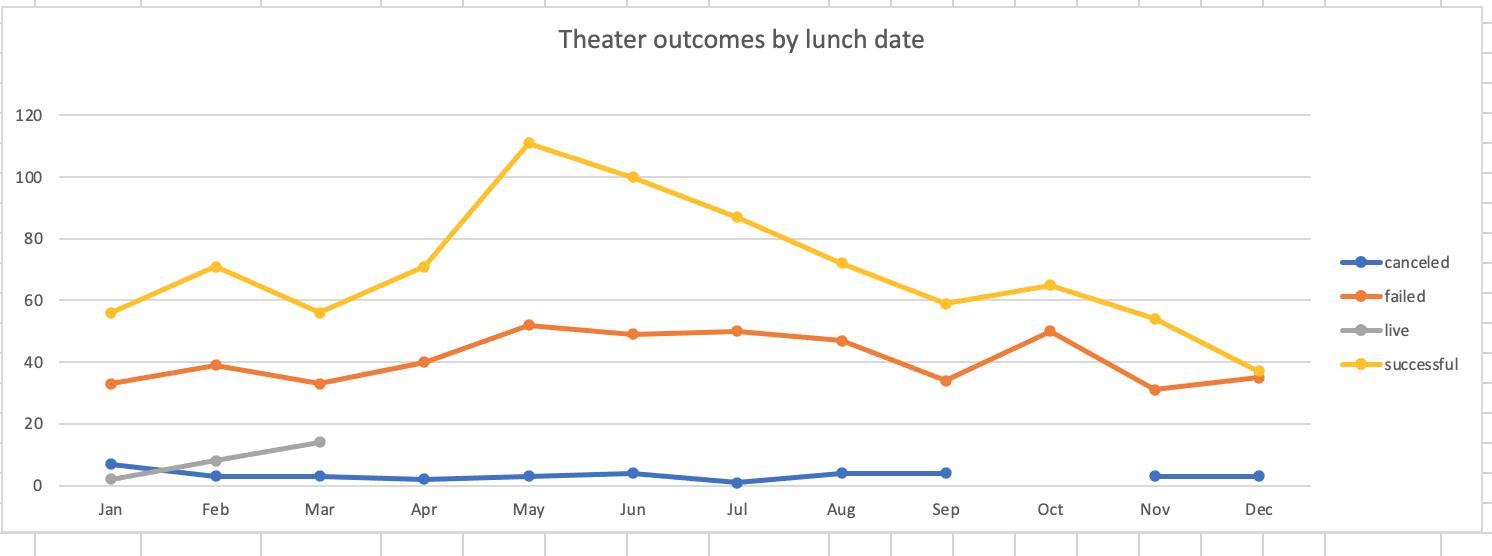 Theater outcomes by lunch date
120
100
80
60
40
20
0
Jan Feb Mar Apr May Jun Jul Aug Sep Oct Nov Dec
canceled
failed
live
successful